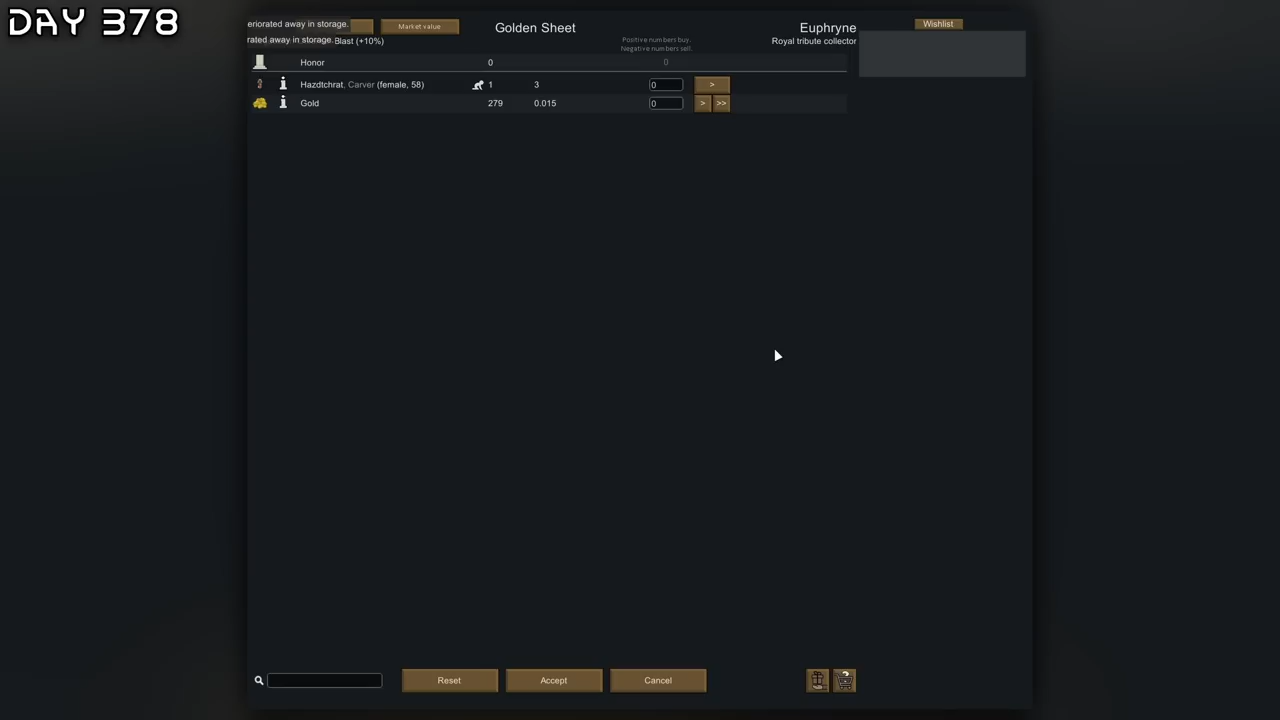 DAY 378
eriorated away in storage.
Market value
Golden Sheet
Euphryne
Wishlist
rated away in storage. Blast (+10%)
Positive numbers buy.
Negative numbers sell.
Royal tribute collector
Honor 0 0
Hazdtchrat, Carver (female, 58) 1 3 0 >
Gold 279 0.015 0 > >>
Reset Accept Cancel